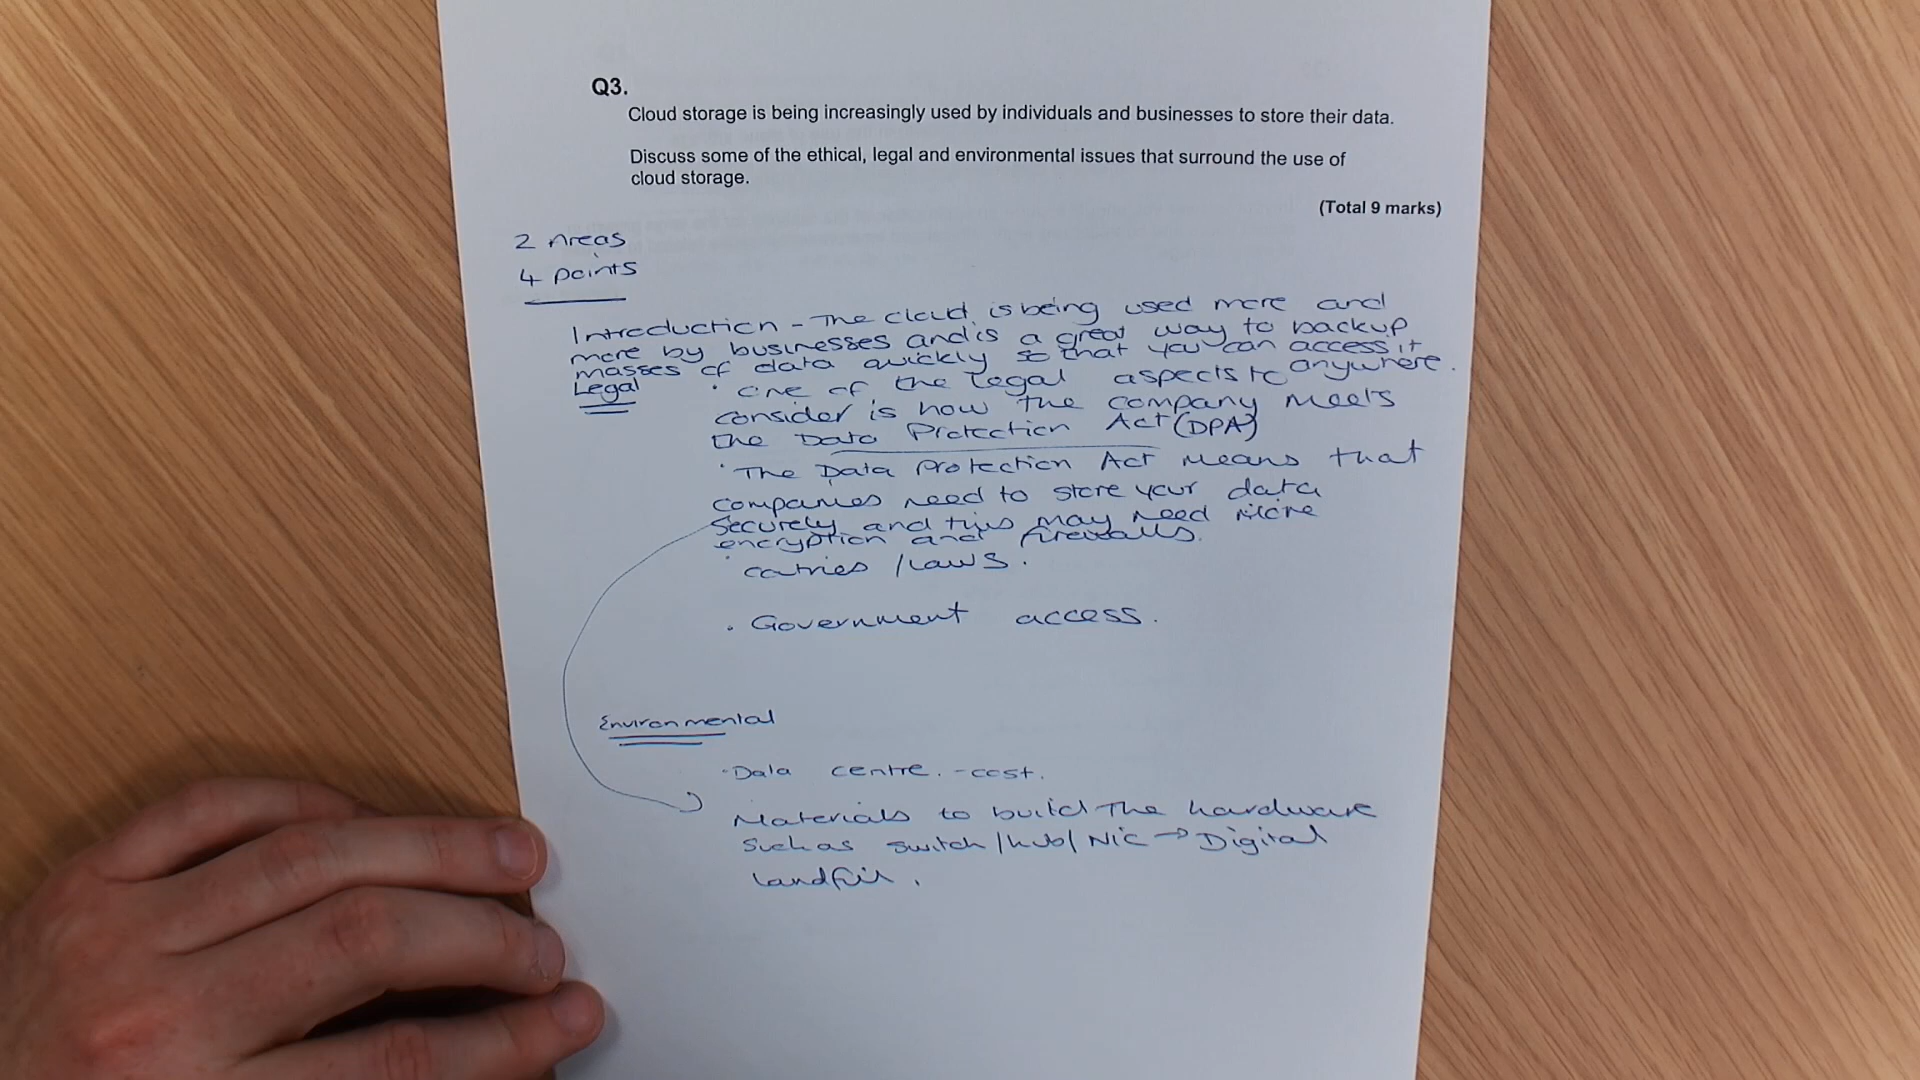 Q3.
Cloud storage is being increasingly used by individuals and businesses to store their data.
Discuss some of the ethical, legal and environmental issues that surround the use of
cloud storage.
(Total 9 marks)
2 Areas
4 points
Introduction - The cloud is being used more and
more by businesses and is a great way to backup
masses of data quickly so that you can access it
anywhere.
Legal
· One of the legal aspects to
consider is how the company meets
the Data Protection Act (DPA)
· The Data Protection Act means that
companies need to store your data
securely and this may need more
encryption and firewalls.
· Contries / Laws.
· Government access.
Environmental
· Data centre. - cost.
Materials to build the hardware
such as switch / hub / NIC → Digital
landfill.